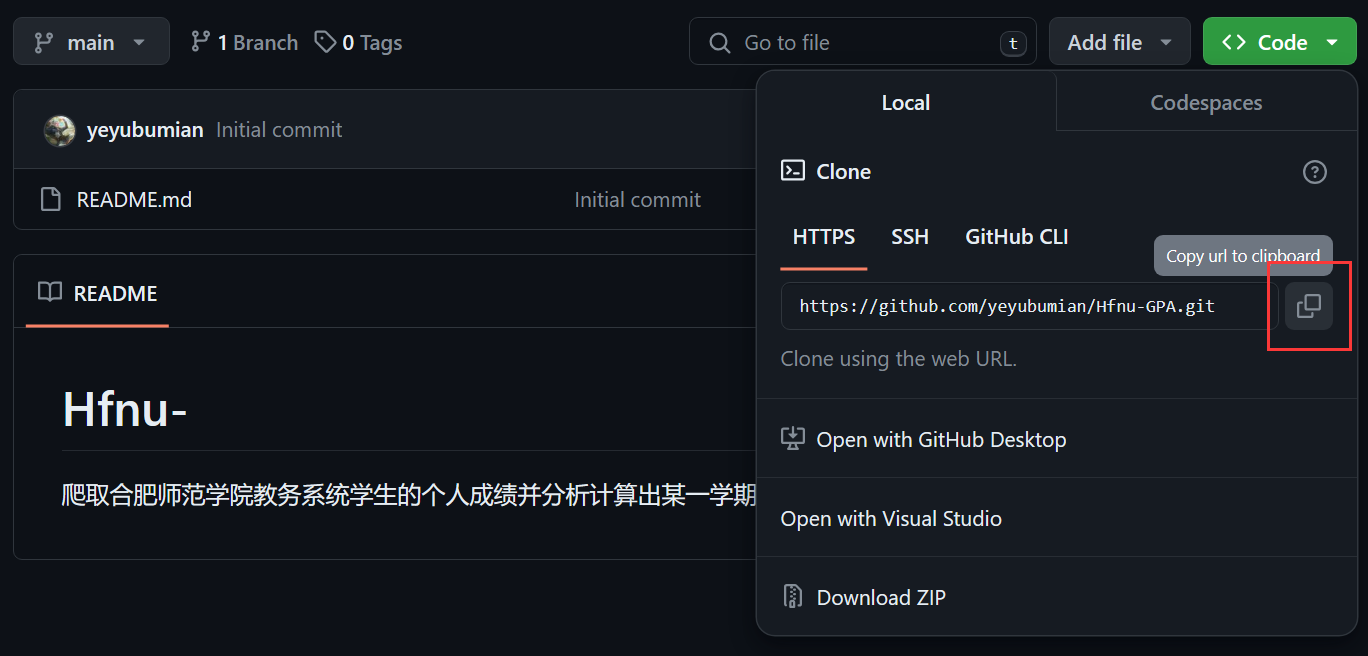 main 1 Branch 0 Tags Go to file t Add file Code
Local Codespaces
yeyubumian Initial commit
Clone
README.md Initial commit
HTTPS SSH GitHub CLI
Copy url to clipboard
README
https://github.com/yeyubumian/Hfnu-GPA.git
Clone using the web URL.
Hfnu-
Open with GitHub Desktop
爬取合肥师范学院教务系统学生的个人成绩并分析计算出某一学期
Open with Visual Studio
Download ZIP